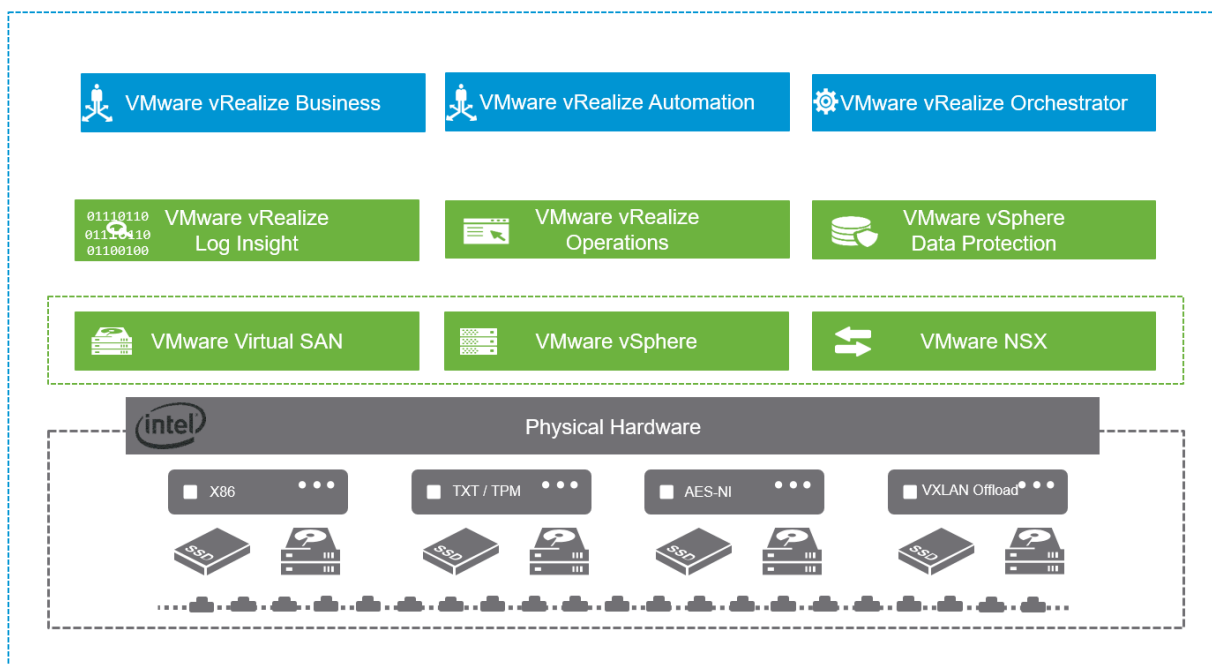 VMware vRealize Business
VMware vRealize Automation
VMware vRealize Orchestrator
01110110
01110110
01100100
VMware vRealize
Log Insight
VMware vRealize
Operations
VMware vSphere
Data Protection
VMware Virtual SAN
VMware vSphere
VMware NSX
intel
Physical Hardware
X86
TXT / TPM
AES-NI
VXLAN Offload
SSD
SSD
SSD
SSD